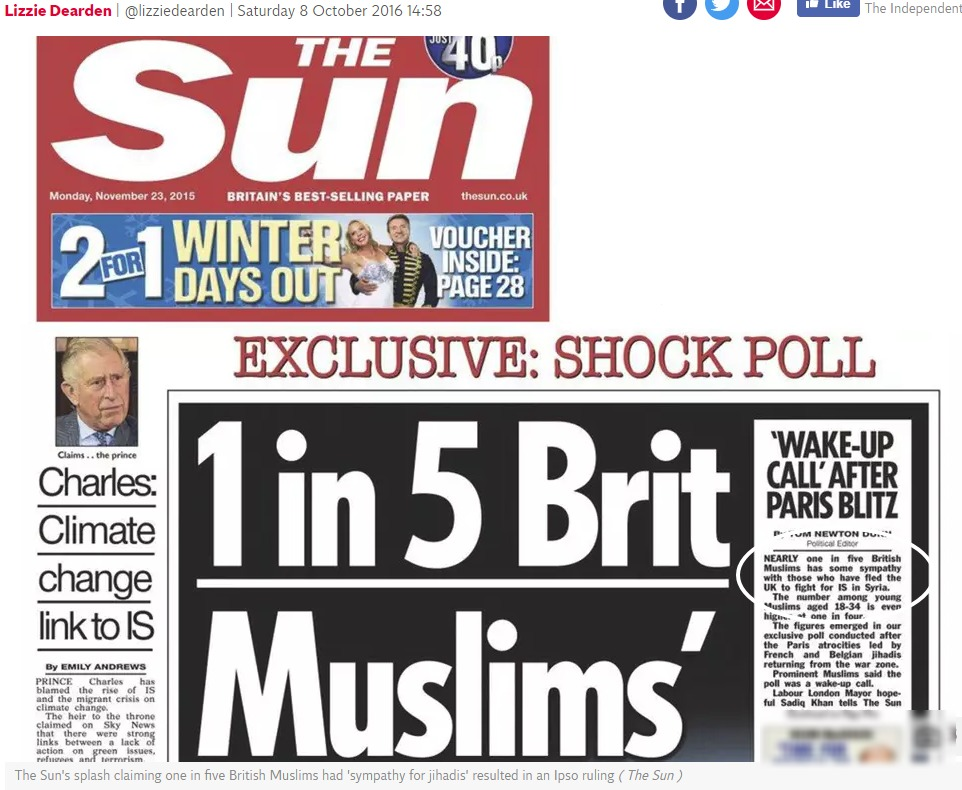 Lizzie Dearden | @lizziedearden | Saturday 8 October 2016 14:58
Like
The Independent
THE
JUST 40p
Sun
Monday, November 23, 2015 BRITAIN'S BEST-SELLING PAPER thesun.co.uk
2 FOR 1
WINTER
DAYS OUT
VOUCHER
INSIDE:
PAGE 28
EXCLUSIVE: SHOCK POLL
Claims . . the prince
Charles:
Climate
change
link to IS
By EMILY ANDREWS
PRINCE Charles has
blamed the rise of IS
and the migrant crisis on
climate change.
The heir to the throne
claimed on Sky News
that there were strong
links between a lack of
action on green issues,
refugees and terrorism.
1 in 5 Brit
Muslims'
'WAKE-UP
CALL' AFTER
PARIS BLITZ
By TOM NEWTON DUNN
Political Editor
NEARLY one in five British
Muslims has some sympathy
with those who have fled the
UK to fight for IS in Syria.
The number among young
Muslims aged 18-34 is even
at one in four.
The figures emerged in our
exclusive poll conducted after
the Paris atrocities led by
French and Belgian jihadis
returning from the war zone.
Prominent Muslims said the
poll was a wake-up call.
Labour London Mayor hope-
ful Sadiq Khan tells The Sun
The Sun's splash claiming one in five British Muslims had 'sympathy for jihadis' resulted in an Ipso ruling ( The Sun )